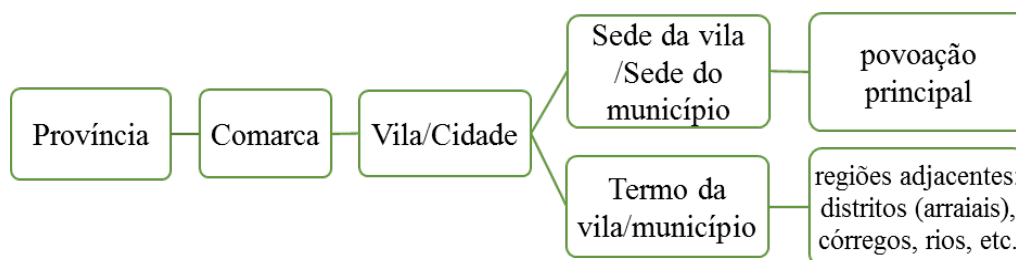 Província
Comarca
Vila/Cidade
Sede da vila
/Sede do
município
povoação
principal
Termo da
vila/município
regiões adjacentes:
distritos (arraiais),
córregos, rios, etc.